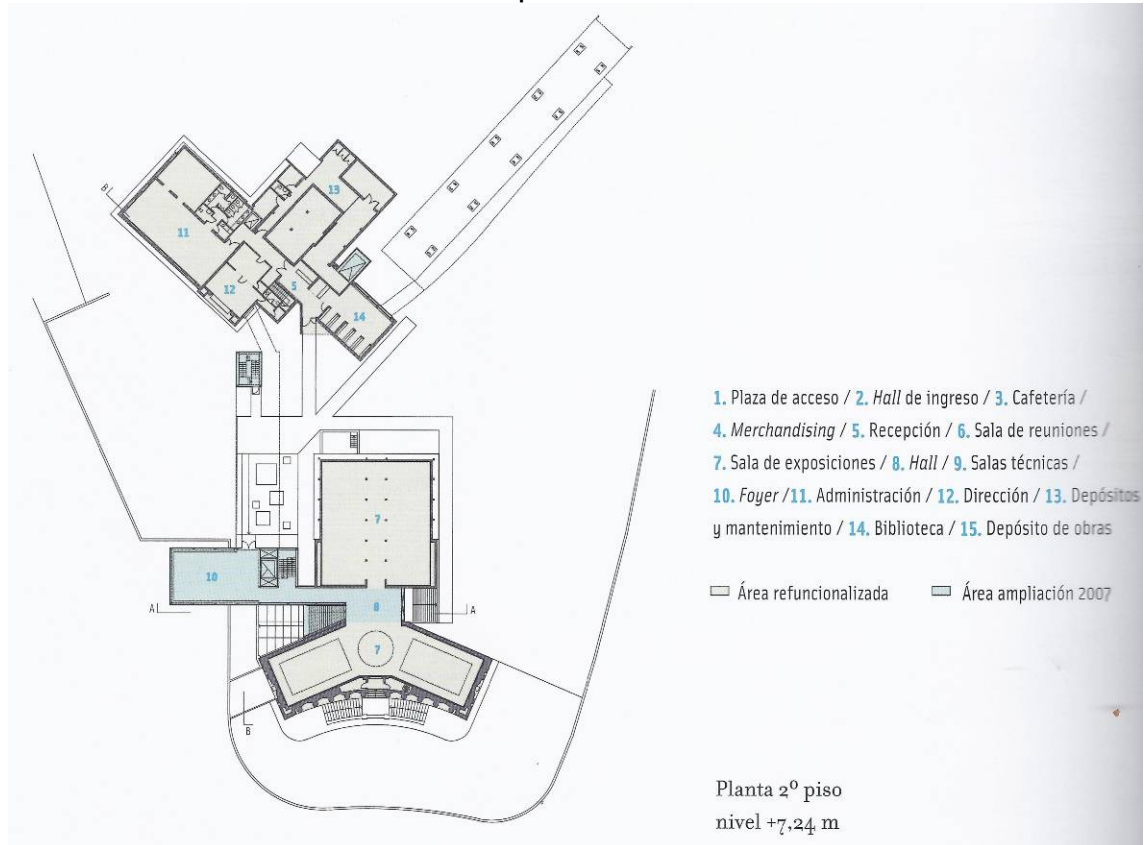 B
11
13
12
5
14
7
10
8
A
A
7
B
1. Plaza de acceso / 2. Hall de ingreso / 3. Cafetería /
4. Merchandising / 5. Recepción / 6. Sala de reuniones /
7. Sala de exposiciones / 8. Hall / 9. Salas técnicas /
10. Foyer /11. Administración / 12. Dirección / 13. Depósitos
y mantenimiento / 14. Biblioteca / 15. Depósito de obras
Área refuncionalizada
Área ampliación 2007
Planta 2º piso
nivel +7,24 m